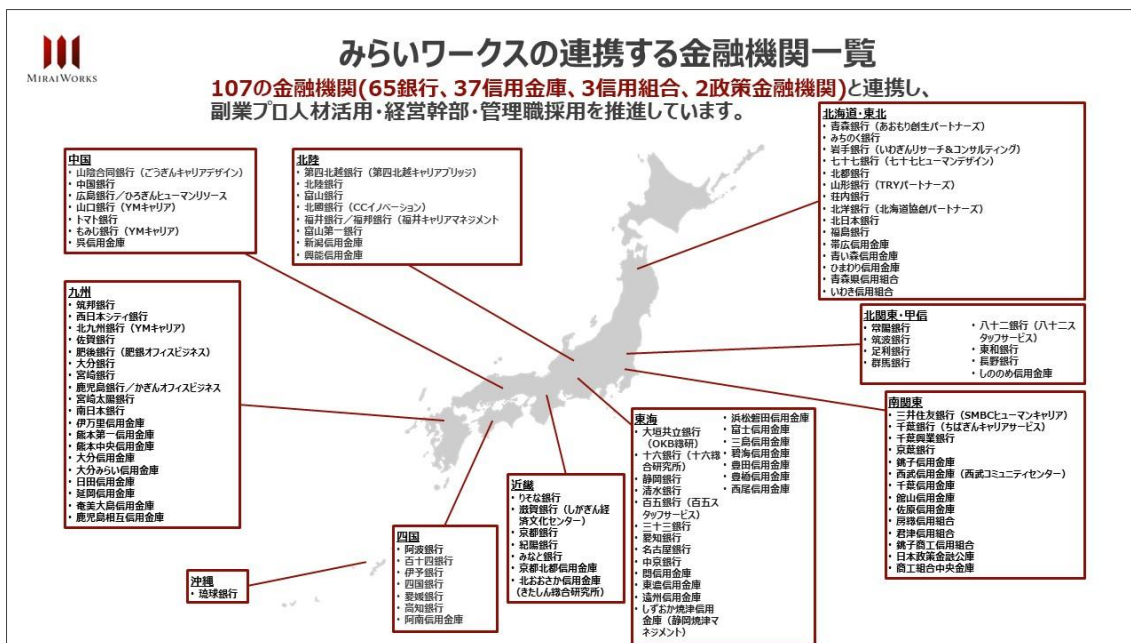 MIRAIWORKS
みらいワークスの連携する金融機関一覧
107の金融機関(65銀行、37信用金庫、3信用組合、2政策金融機関)と連携し、
副業プロ人材活用・経営幹部・管理職採用を推進しています。
中国
・山陰合同銀行（ごうぎんキャリアデザイン）
・中国銀行
・広島銀行／ひろぎんヒューマンリソース
・山口銀行（YMキャリア）
・トマト銀行
・もみじ銀行（YMキャリア）
・呉信用金庫
北陸
・第四北越銀行（第四北越キャリアブリッジ）
・北陸銀行
・富山銀行
・北國銀行（CCイノベーション）
・福井銀行／福邦銀行（福井キャリアマネジメント
・富山第一銀行
・新潟信用金庫
・興能信用金庫
北海道・東北
・青森銀行（あおもり創生パートナーズ）
・みちのく銀行
・岩手銀行（いわぎんリサーチ＆コンサルティング）
・七十七銀行（七十七ヒューマンデザイン）
・北都銀行
・山形銀行（TRYパートナーズ）
・荘内銀行
・北洋銀行（北海道協創パートナーズ）
・北日本銀行
・福島銀行
・帯広信用金庫
・青い森信用金庫
・ひまわり信用金庫
・青森県信用組合
・いわき信用組合
九州
・筑邦銀行
・西日本シティ銀行
・北九州銀行（YMキャリア）
・佐賀銀行
・肥後銀行（肥銀オフィスビジネス）
・大分銀行
・宮崎銀行
・鹿児島銀行／かぎんオフィスビジネス
・宮崎太陽銀行
・南日本銀行
・伊万里信用金庫
・熊本第一信用金庫
・熊本中央信用金庫
・大分信用金庫
・大分みらい信用金庫
・日田信用金庫
・延岡信用金庫
・奄美大島信用金庫
・鹿児島相互信用金庫
北関東・甲信
・常陽銀行
・筑波銀行
・足利銀行
・群馬銀行
・八十二銀行（八十二ス
タッフサービス）
・東和銀行
・長野銀行
・しののめ信用金庫
南関東
・三井住友銀行（SMBCヒューマンキャリア）
・千葉銀行（ちばぎんキャリアサービス）
・千葉興業銀行
・京葉銀行
・銚子信用金庫
・西武信用金庫（西武コミュニティセンター）
・千葉信用金庫
・館山信用金庫
・佐原信用金庫
・房総信用組合
・君津信用組合
・銚子商工信用組合
・日本政策金融公庫
・商工組合中央金庫
東海
・大垣共立銀行
（OKB総研）
・十六銀行（十六総
合研究所）
・静岡銀行
・清水銀行
・百五銀行（百五ス
タッフサービス）
・三十三銀行
・愛知銀行
・名古屋銀行
・中京銀行
・関信用金庫
・東濃信用金庫
・遠州信用金庫
・しずおか焼津信用
金庫（静岡焼津マ
ネジメント）
・浜松磐田信用金庫
・富士信用金庫
・三島信用金庫
・碧海信用金庫
・豊田信用金庫
・豊橋信用金庫
・西尾信用金庫
近畿
・りそな銀行
・滋賀銀行（しがぎん経
済文化センター）
・京都銀行
・紀陽銀行
・みなと銀行
・京都北都信用金庫
・北おおさか信用金庫
（きたしん総合研究所）
四国
・阿波銀行
・百十四銀行
・伊予銀行
・四国銀行
・愛媛銀行
・高知銀行
・阿南信用金庫
沖縄
・琉球銀行